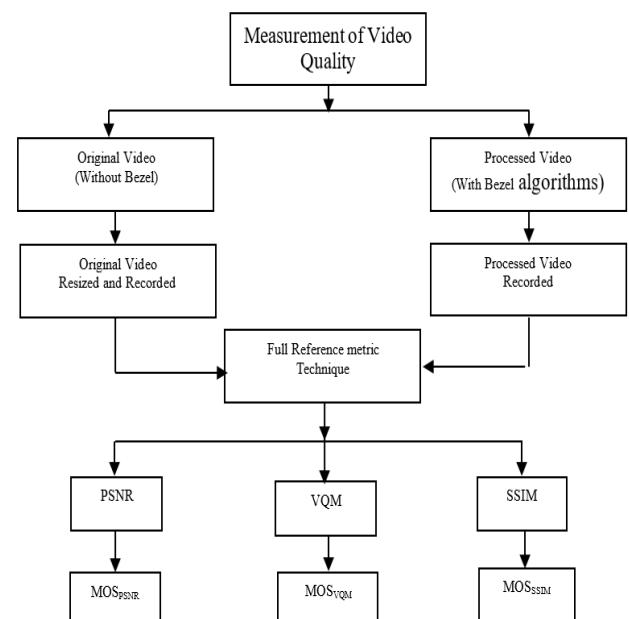 Measurement of Video
Quality
Original Video
(Without Bezel)
Processed Video
(With Bezel algorithms)
Original Video
Resized and Recorded
Processed Video
Recorded
Full Reference metric
Technique
PSNR
VQM
SSIM
MOSPSNR
MOSVQM
MOSSSIM